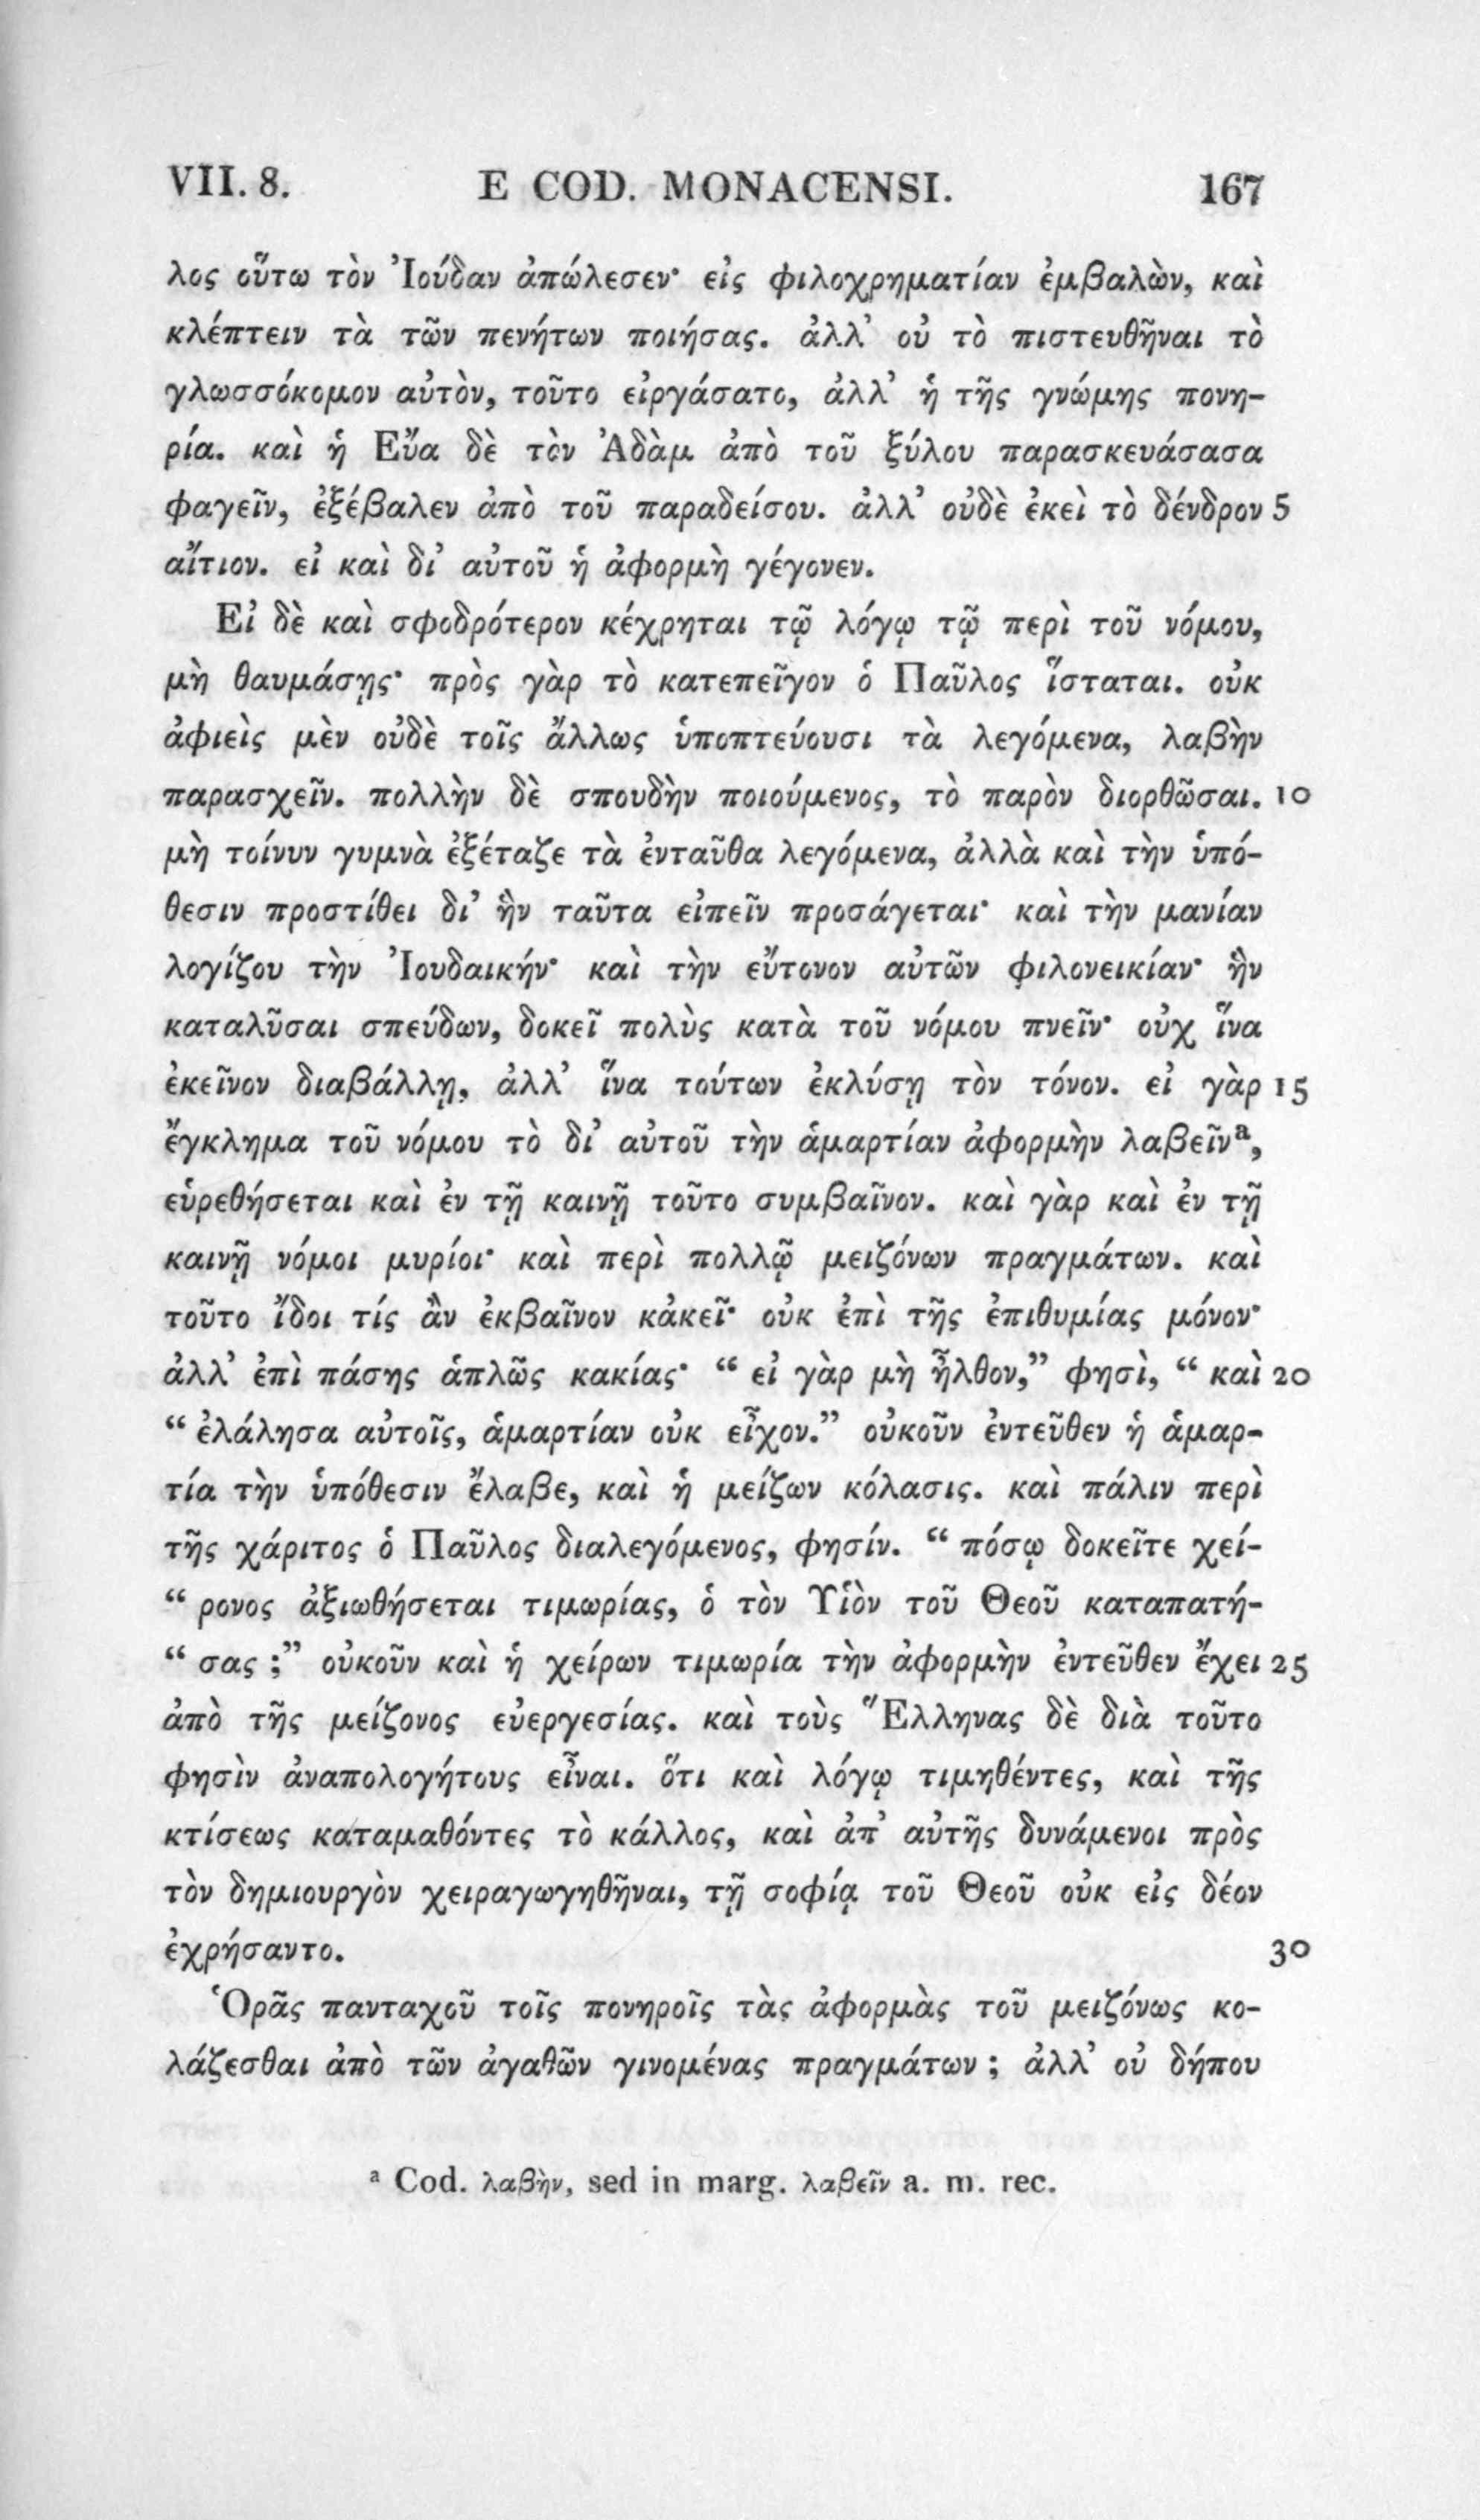 VII. 8. E COD. MONACENSI. 167
λος οὕτω τὸν Ἰούδαν ἀπώλεσεν· εἰς φιλοχρηματίαν ἐμβαλὼν, καὶ
κλέπτειν τὰ τῶν πενήτων ποιήσας. ἀλλ’ οὐ τὸ πιστευθῆναι τὸ
γλωσσόκομον αὐτὸν, τοῦτο εἰργάσατο, ἀλλ’ ἡ τῆς γνώμης πονη-
ρία. καὶ ἡ Εὔα δὲ τὸν Ἀδὰμ ἀπὸ τοῦ ξύλου παρασκευάσασα
φαγεῖν, ἐξέβαλεν ἀπὸ τοῦ παραδείσου. ἀλλ’ οὐδὲ ἐκεὶ τὸ δένδρον 5
αἴτιον. εἰ καὶ δι’ αὐτοῦ ἡ ἀφορμὴ γέγονεν.
Εἰ δὲ καὶ σφοδρότερον κέχρηται τῷ λόγῳ τῷ περὶ τοῦ νόμου,
μὴ θαυμάσῃς· πρὸς γὰρ τὸ κατεπεῖγον ὁ Παῦλος ἵσταται. οὐκ
ἀφιεὶς μὲν οὐδὲ τοῖς ἄλλως ὑποπτεύουσι τὰ λεγόμενα, λαβὴν
παρασχεῖν. πολλὴν δὲ σπουδὴν ποιούμενος, τὸ παρὸν διορθῶσαι. 10
μὴ τοίνυν γυμνὰ ἐξέταζε τὰ ἐνταῦθα λεγόμενα, ἀλλὰ καὶ τὴν ὑπό-
θεσιν προστίθει δι’ ἣν ταῦτα εἰπεῖν προσάγεται· καὶ τὴν μανίαν
λογίζου τὴν Ἰουδαικήν· καὶ τὴν εὔτονον αὐτῶν φιλονεικίαν· ἣν
καταλῦσαι σπεύδων, δοκεῖ πολὺς κατὰ τοῦ νόμου πνεῖν· οὐχ ἵνα
ἐκεῖνον διαβάλλῃ, ἀλλ’ ἵνα τούτων ἐκλύσῃ τὸν τόνον. εἰ γὰρ 15
ἔγκλημα τοῦ νόμου τὸ δι’ αὐτοῦ τὴν ἁμαρτίαν ἀφορμὴν λαβεῖν ᵃ,
εὑρεθήσεται καὶ ἐν τῇ καινῇ τοῦτο συμβαῖνον. καὶ γὰρ καὶ ἐν τῇ
καινῇ νόμοι μυρίοι· καὶ περὶ πολλῷ μειζόνων πραγμάτων. καὶ
τοῦτο ἴδοι τίς ἂν ἐκβαῖνον κἀκεῖ· οὐκ ἐπὶ τῆς ἐπιθυμίας μόνον·
ἀλλ’ ἐπὶ πάσης ἁπλῶς κακίας· “ εἰ γὰρ μὴ ἦλθον,” φησὶ, “ καὶ 20
“ ἐλάλησα αὐτοῖς, ἁμαρτίαν οὐκ εἶχον.” οὐκοῦν ἐντεῦθεν ἡ ἁμαρ-
τία τὴν ὑπόθεσιν ἔλαβε, καὶ ἡ μείζων κόλασις. καὶ πάλιν περὶ
τῆς χάριτος ὁ Παῦλος διαλεγόμενος, φησίν. “ πόσῳ δοκεῖτε χεί-
“ ρονος ἀξιωθήσεται τιμωρίας, ὁ τὸν Υἱὸν τοῦ Θεοῦ καταπατή-
“ σας ;” οὐκοῦν καὶ ἡ χείρων τιμωρία τὴν ἀφορμὴν ἐντεῦθεν ἔχει 25
ἀπὸ τῆς μείζονος εὐεργεσίας. καὶ τοὺς Ἕλληνας δὲ διὰ τοῦτο
φησὶν ἀναπολογήτους εἶναι. ὅτι καὶ λόγῳ τιμηθέντες, καὶ τῆς
κτίσεως καταμαθόντες τὸ κάλλος, καὶ ἀπ’ αὐτῆς δυνάμενοι πρὸς
τὸν δημιουργὸν χειραγωγηθῆναι, τῇ σοφίᾳ τοῦ Θεοῦ οὐκ εἰς δέον
ἐχρήσαντο. 30
Ὁρᾶς πανταχοῦ τοῖς πονηροῖς τὰς ἀφορμὰς τοῦ μειζόνως κο-
λάζεσθαι ἀπὸ τῶν ἀγαθῶν γινομένας πραγμάτων ; ἀλλ’ οὐ δήπου
ᵃ Cod. λαβὴν, sed in marg. λαβεῖν a. m. rec.